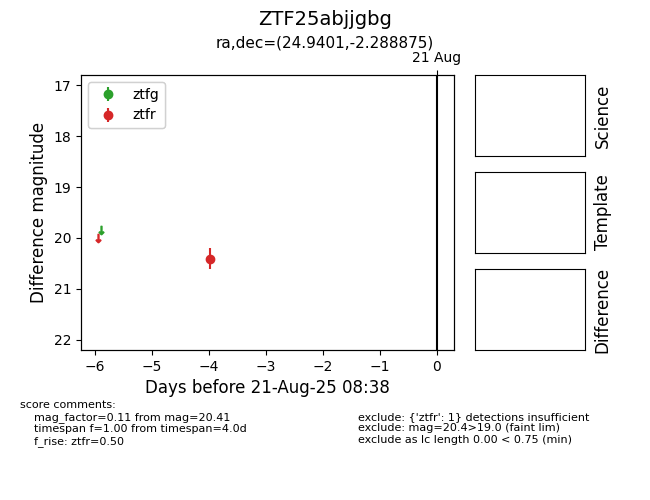 ZTF25abjjgbg
ra,dec=(24.9401,-2.288875)
21 Aug
ztfg
ztfr
17
18
19
20
21
22
Difference magnitude
−6
−5
−4
−3
−2
−1
0
Days before 21-Aug-25 08:38
Science
Template
Difference
score comments:
mag_factor=0.11 from mag=20.41
timespan f=1.00 from timespan=4.0d
f_rise: ztfr=0.50
exclude: {'ztfr': 1} detections insufficient
exclude: mag=20.4>19.0 (faint lim)
exclude as lc length 0.00 < 0.75 (min)